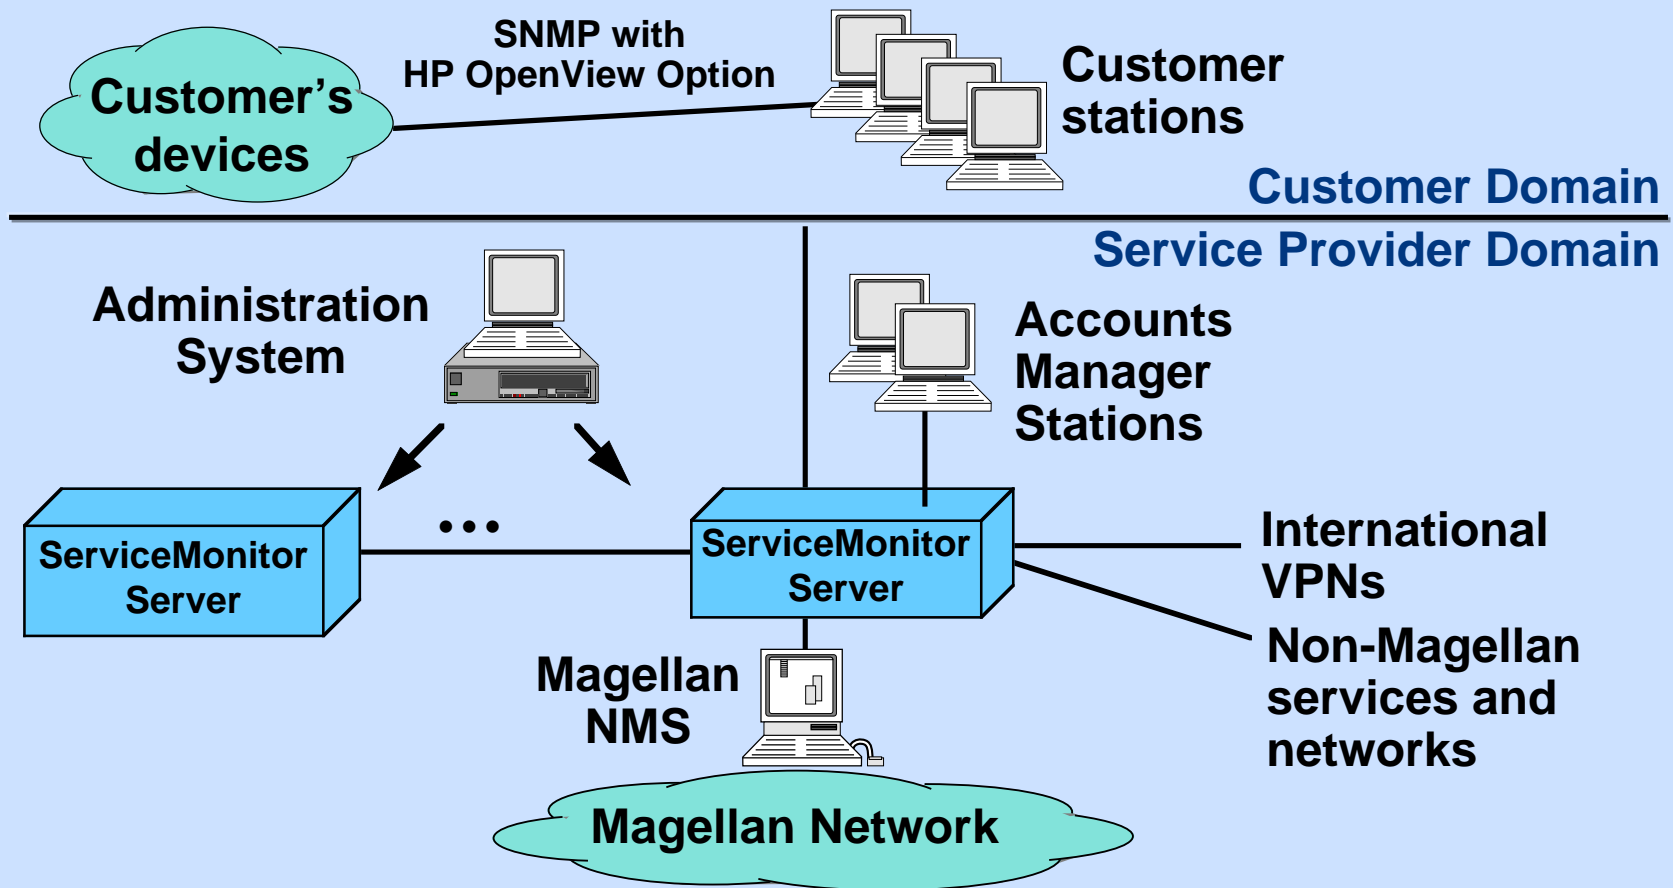 SNMP with
HP OpenView Option
Customer's
devices
Customer
stations
Customer Domain
Service Provider Domain
Administration
System
Accounts
Manager
Stations
...
ServiceMonitor
Server
ServiceMonitor
Server
International
VPNs
Non-Magellan
services and
networks
Magellan
NMS
Magellan Network